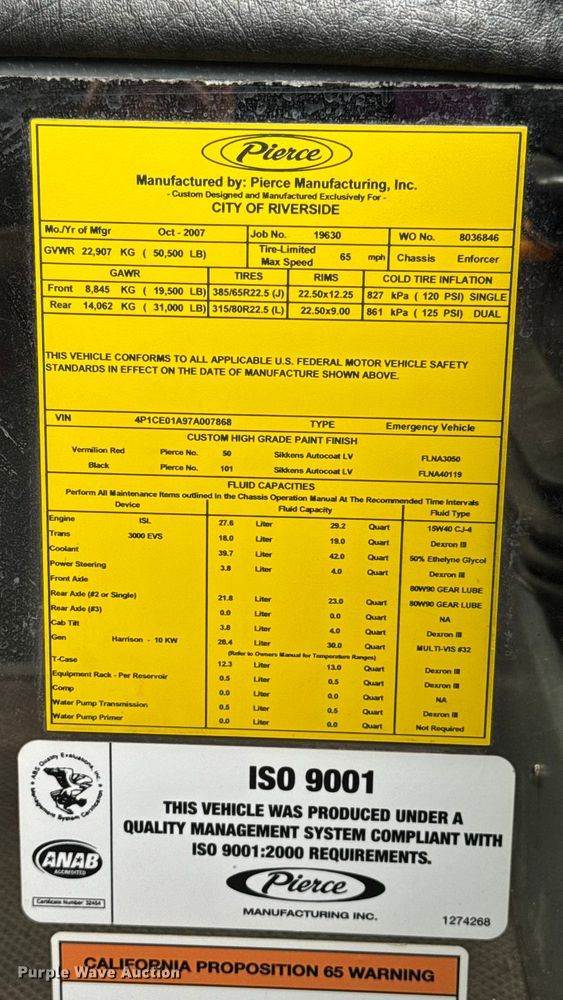 Pierce
Manufactured by: Pierce Manufacturing, Inc.
- Custom Designed and Manufactured Exclusively For -
CITY OF RIVERSIDE
Mo./Yr of Mfgr Oct - 2007 Job No. 19630 WO No. 8036846
GVWR 22,907 KG ( 50,500 LB) Tire-Limited Max Speed 65 mph Chassis Enforcer
GAWR TIRES RIMS COLD TIRE INFLATION
Front 8,845 KG ( 19,500 LB) 385/65R22.5 (J) 22.50x12.25 827 kPa ( 120 PSI) SINGLE
Rear 14,062 KG ( 31,000 LB) 315/80R22.5 (L) 22.50x9.00 861 kPa ( 125 PSI) DUAL
THIS VEHICLE CONFORMS TO ALL APPLICABLE U.S. FEDERAL MOTOR VEHICLE SAFETY
STANDARDS IN EFFECT ON THE DATE OF MANUFACTURE SHOWN ABOVE.
VIN 4P1CE01A97A007868 TYPE Emergency Vehicle
CUSTOM HIGH GRADE PAINT FINISH
Vermilion Red Pierce No. 50 Sikkens Autocoat LV FLNA3050
Black Pierce No. 101 Sikkens Autocoat LV FLNA40119
FLUID CAPACITIES
Perform All Maintenance Items outlined In the Chassis Operation Manual At The Recommended Time Intervals
Device Fluid Capacity Fluid Type
Engine ISL 27.6 Liter 29.2 Quart 15W40 CJ-4
Trans 3000 EVS 18.0 Liter 19.0 Quart Dexron III
Coolant 39.7 Liter 42.0 Quart 50% Ethelyne Glycol
Power Steering 3.8 Liter 4.0 Quart Dexron III
Front Axle 80W90 GEAR LUBE
Rear Axle (#2 or Single) 21.8 Liter 23.0 Quart 80W90 GEAR LUBE
Rear Axle (#3) 0.0 Liter 0.0 Quart NA
Cab Tilt 3.8 Liter 4.0 Quart Dexron III
Gen Harrison - 10 KW 28.4 Liter 30.0 Quart MULTI-VIS #32
(Refer to Owners Manual for Temperature Ranges)
T-Case 12.3 Liter 13.0 Quart Dexron III
Equipment Rack - Per Reservoir 0.5 Liter 0.5 Quart Dexron III
Comp 0.0 Liter 0.0 Quart NA
Water Pump Transmission 0.5 Liter 0.5 Quart Dexron III
Water Pump Primer 0.0 Liter 0.0 Quart Not Required
ABS Quality Evaluations, Inc.
Management System Certification
ANAB
ACCREDITED
Certificate Number 32454
ISO 9001
THIS VEHICLE WAS PRODUCED UNDER A
QUALITY MANAGEMENT SYSTEM COMPLIANT WITH
ISO 9001:2000 REQUIREMENTS.
Pierce
MANUFACTURING INC.
1274268
CALIFORNIA PROPOSITION 65 WARNING
Purple Wave Auction